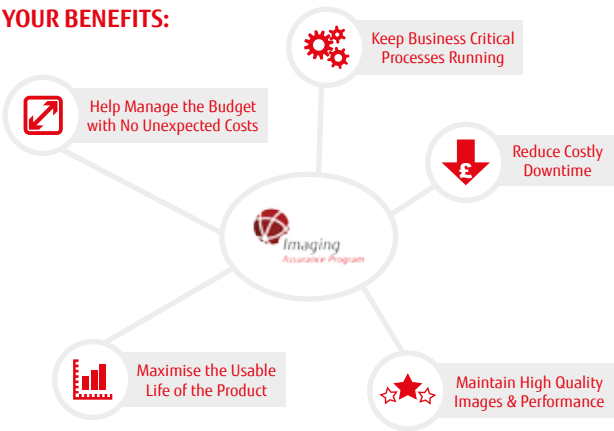 YOUR BENEFITS:
Keep Business Critical
Processes Running
Help Manage the Budget
with No Unexpected Costs
Reduce Costly
Downtime
£
Imaging
Assurance Program
Maximise the Usable
Life of the Product
Maintain High Quality
Images & Performance